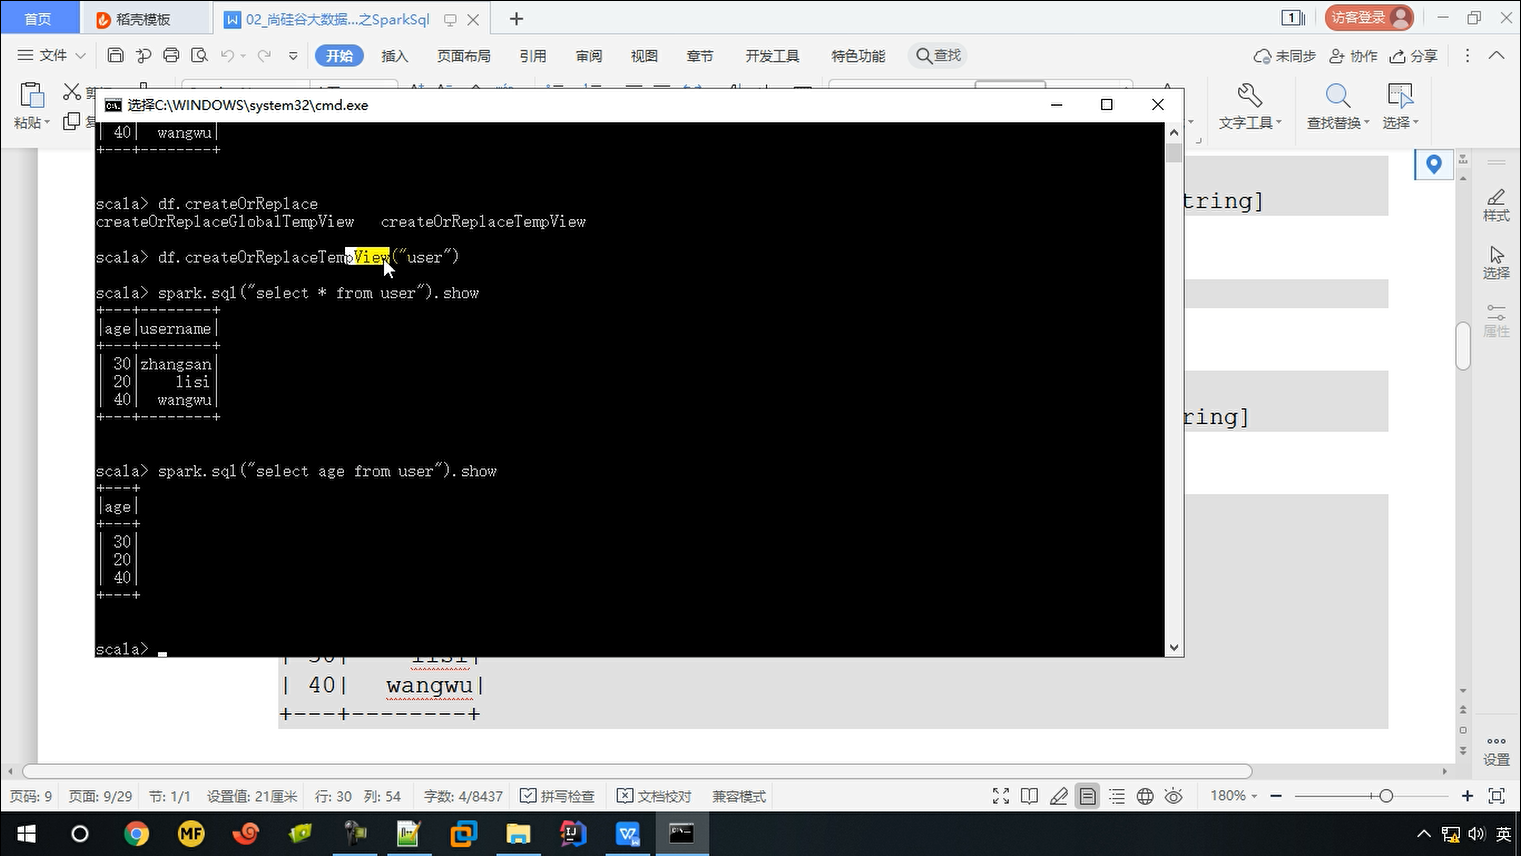 首页
稻壳模板
02_尚硅谷大数据...之SparkSql
1
访客登录
文件
开始
插入
页面布局
引用
审阅
视图
章节
开发工具
特色功能
查找
未同步
协作
分享
粘贴
文字工具
查找替换
选择
选择C:\WINDOWS\system32\cmd.exe
| 40|  wangwu|
+---+--------+
scala> df.createOrReplace
createOrReplaceGlobalTempView   createOrReplaceTempView
scala> df.createOrReplaceTempView("user")
scala> spark.sql("select * from user").show
+---+--------+
|age|username|
+---+--------+
| 30|zhangsan|
| 20|    lisi|
| 40|  wangwu|
+---+--------+
scala> spark.sql("select age from user").show
+---+
|age|
+---+
| 30|
| 20|
| 40|
+---+
scala>
tring]
ring]
| 40|  wangwu|
+---+--------+
样式
选择
属性
设置
页码: 9
页面: 9/29
节: 1/1
设置值: 21厘米
行: 30
列: 54
字数: 4/8437
拼写检查
文档校对
兼容模式
180%
MF
英